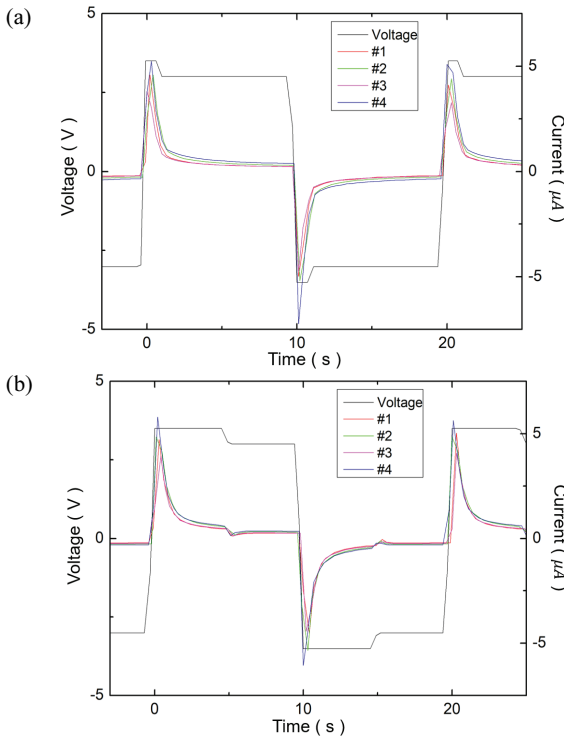 (a)
5
0
-5
Voltage ( V )
5
0
-5
Current ( μA )
0
10
20
Time ( s )
Voltage
#1
#2
#3
#4
(b)
5
0
-5
Voltage ( V )
5
0
-5
Current ( μA )
0
10
20
Time ( s )
Voltage
#1
#2
#3
#4